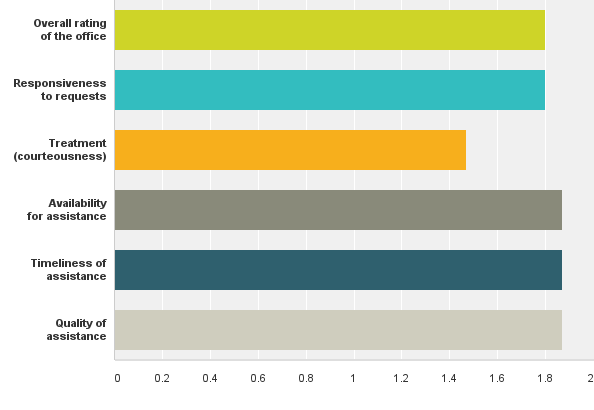 Overall rating
of the office
Responsiveness
to requests
Treatment
(courteousness)
Availability
for assistance
Timeliness of
assistance
Quality of
assistance
0 0.2 0.4 0.6 0.8 1 1.2 1.4 1.6 1.8 2